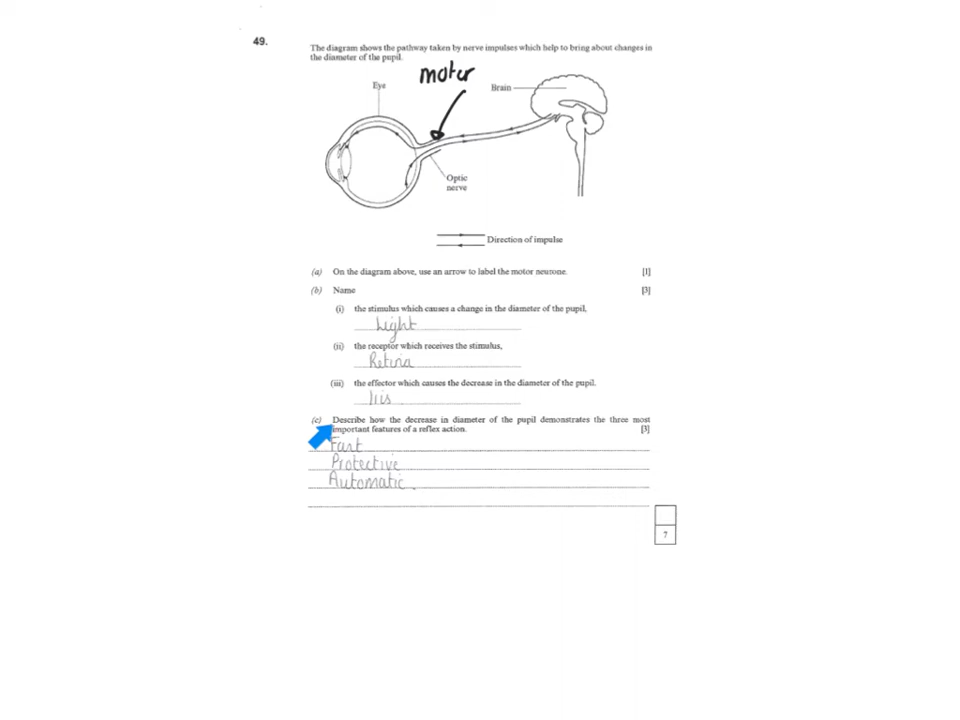 49.
The diagram shows the pathway taken by nerve impulses which help to bring about changes in
the diameter of the pupil.
motor
Eye
Brain
Optic
nerve
Direction of impulse
(a) On the diagram above, use an arrow to label the motor neurone. [1]
(b) Name [3]
(i) the stimulus which causes a change in the diameter of the pupil,
Light
(ii) the receptor which receives the stimulus,
Retina
(iii) the effector which causes the decrease in the diameter of the pupil.
Iris
(c) Describe how the decrease in diameter of the pupil demonstrates the three most
important features of a reflex action. [3]
Fast
Protective
Automatic.
7